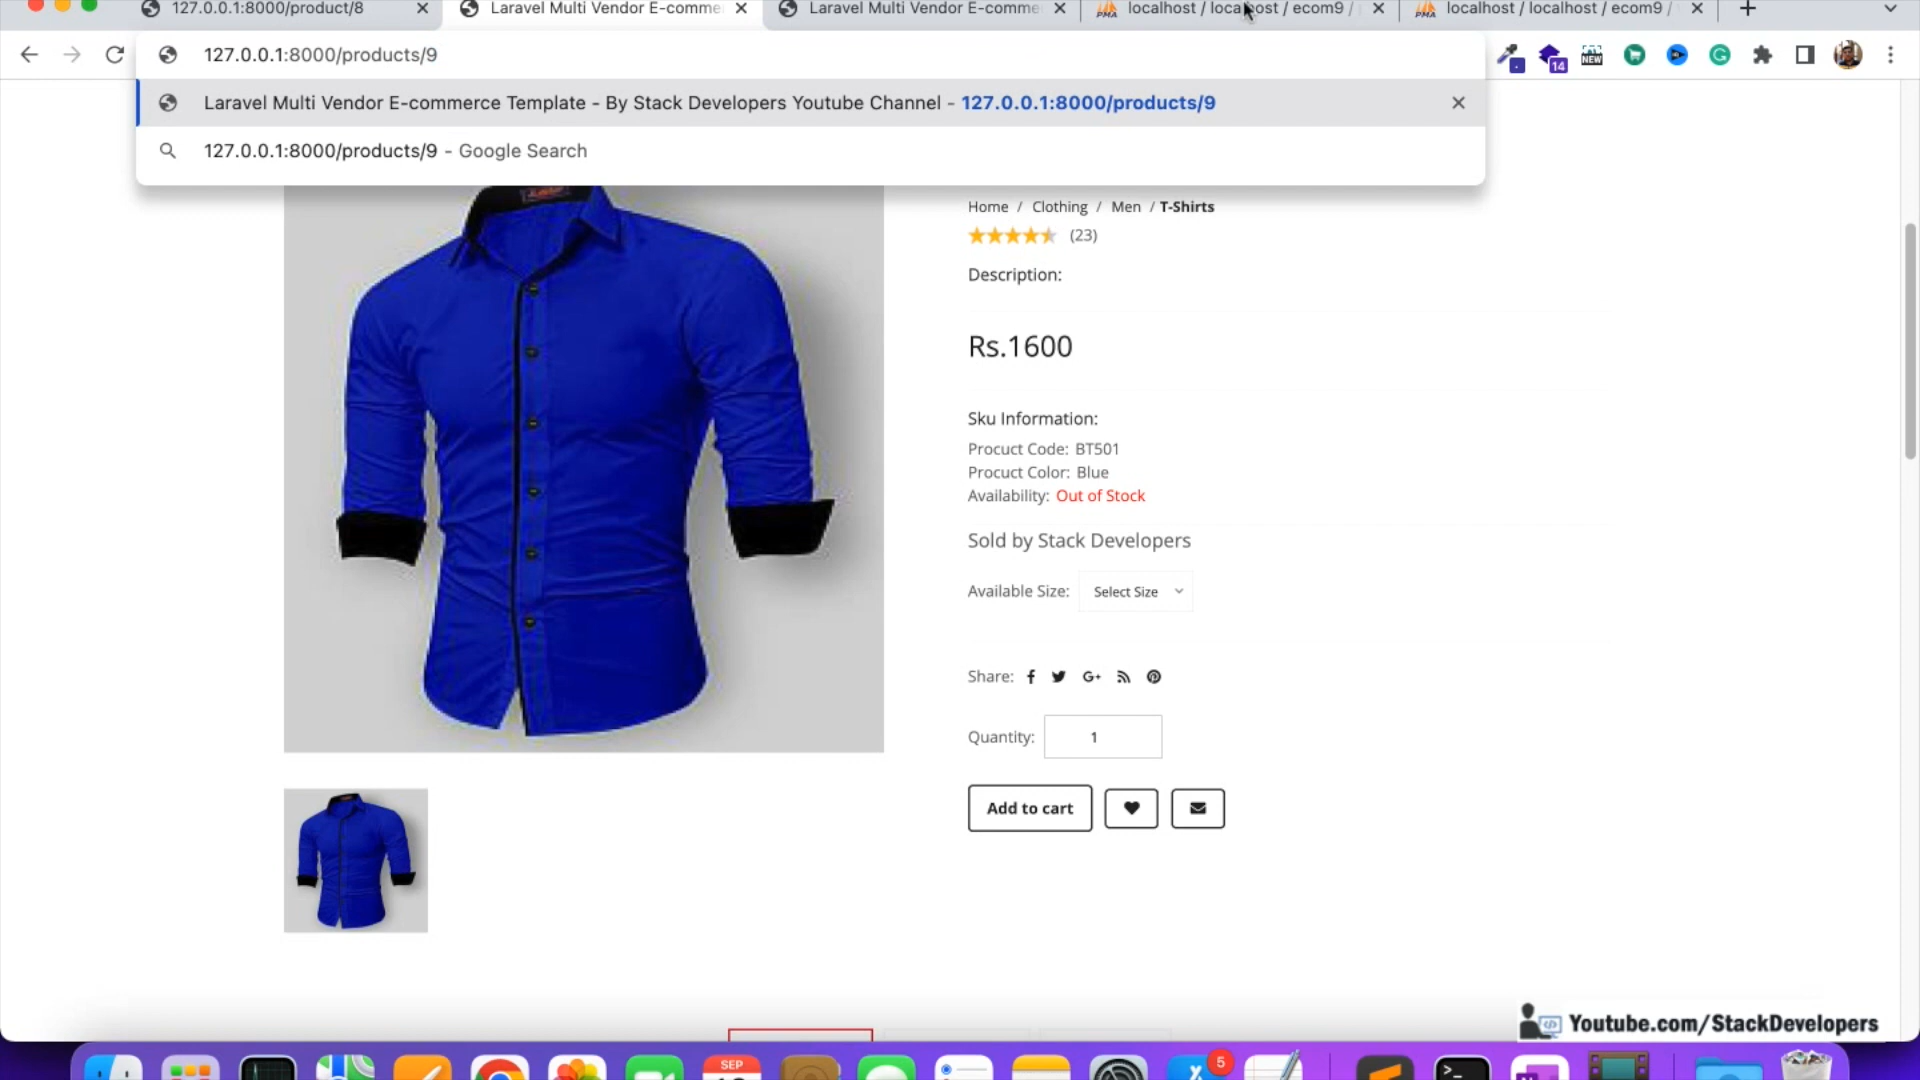 127.0.0.1:8000/product/8
Laravel Multi Vendor E-comme
Laravel Multi Vendor E-comme
localhost / localhost / ecom9 /
localhost / localhost / ecom9 /
127.0.0.1:8000/products/9
14
NEW
Laravel Multi Vendor E-commerce Template - By Stack Developers Youtube Channel - 127.0.0.1:8000/products/9
127.0.0.1:8000/products/9 - Google Search
Home / Clothing / Men / T-Shirts
(23)
Description:
Rs.1600
Sku Information:
Procuct Code: BT501
Procuct Color: Blue
Availability: Out of Stock
Sold by Stack Developers
Available Size: Select Size
Share:
Quantity: 1
Add to cart
Youtube.com/StackDevelopers
SEP
5